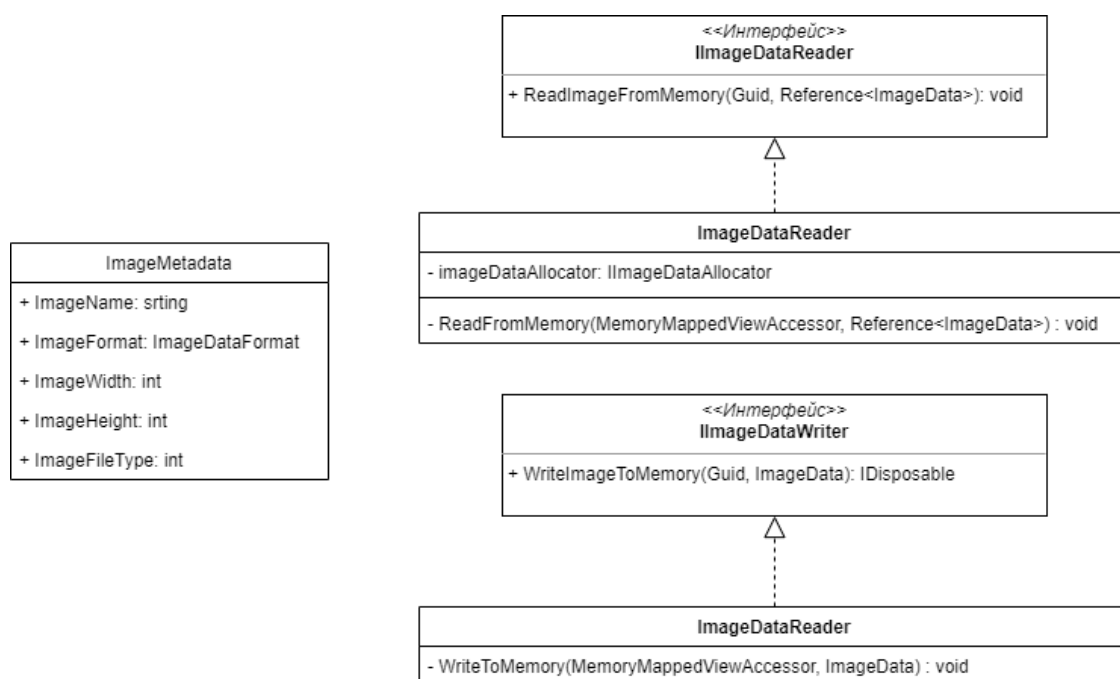 <<Интерфейс>>
IImageDataReader
+ ReadImageFromMemory(Guid, Reference<ImageData>): void
ImageDataReader
- imageDataAllocator: IImageDataAllocator
- ReadFromMemory(MemoryMappedViewAccessor, Reference<ImageData>) : void
ImageMetadata
+ ImageName: srting
+ ImageFormat: ImageDataFormat
+ ImageWidth: int
+ ImageHeight: int
+ ImageFileType: int
<<Интерфейс>>
IImageDataWriter
+ WriteImageToMemory(Guid, ImageData): IDisposable
ImageDataReader
- WriteToMemory(MemoryMappedViewAccessor, ImageData) : void